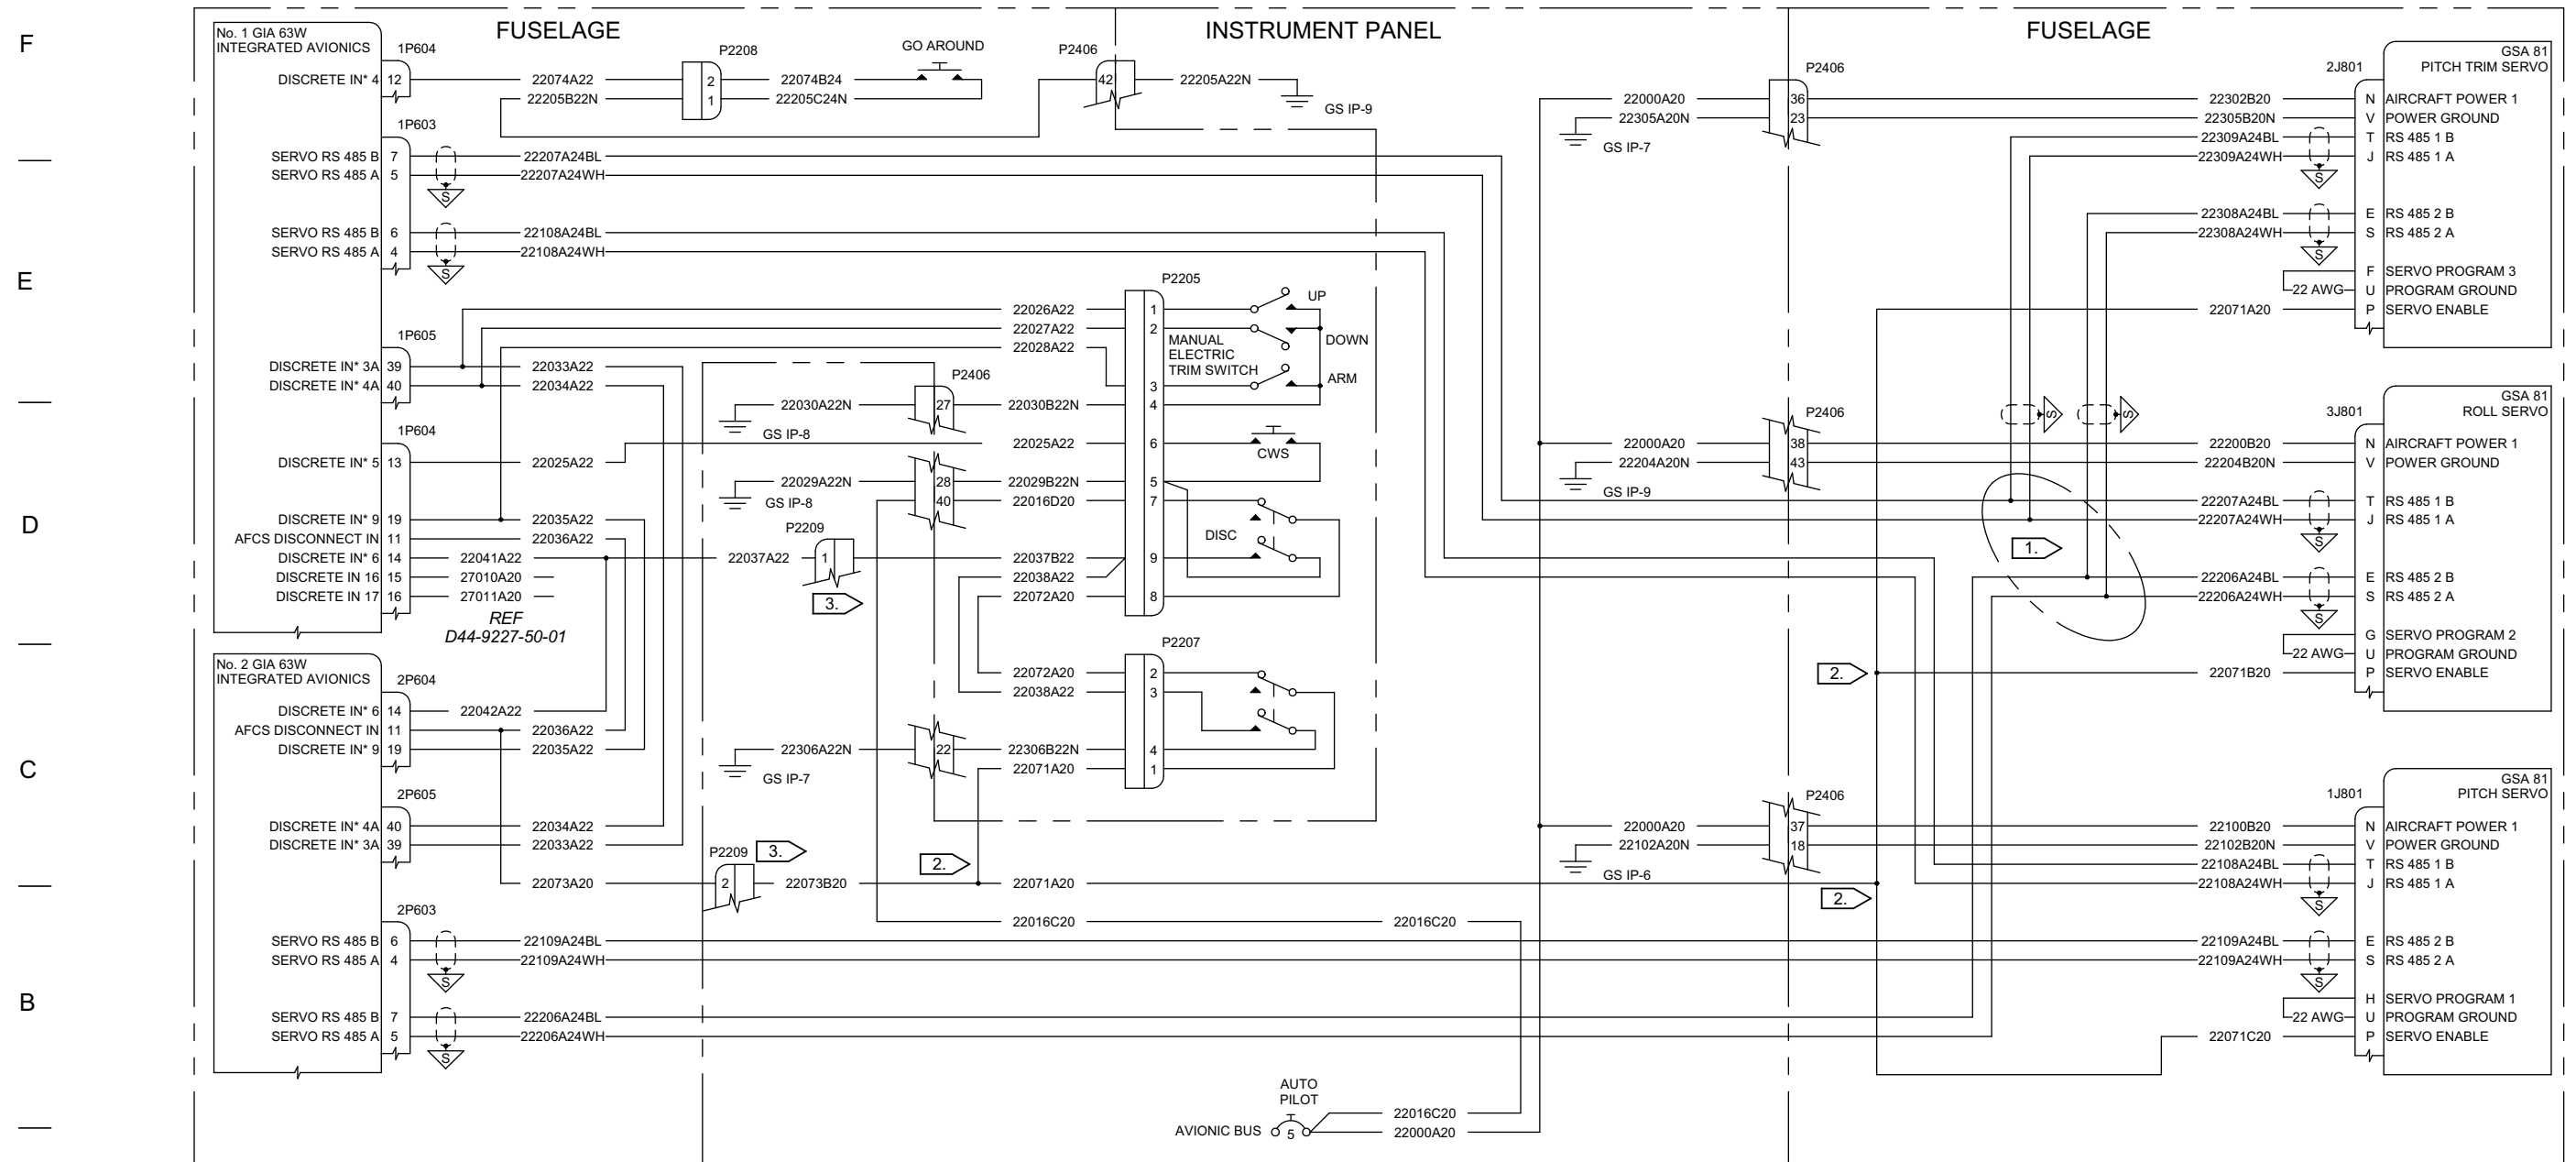 FUSELAGE
INSTRUMENT PANEL
FUSELAGE
F
E
D
C
B
No. 1 GIA 63W
INTEGRATED AVIONICS
1P604
DISCRETE IN* 4 12 22074A22
22205B22N
P2208
2 22074B24
1 22205C24N
GO AROUND
P2406
42 22205A22N
GS IP-9
1P603
SERVO RS 485 B 7 22207A24BL
SERVO RS 485 A 5 22207A24WH
S
SERVO RS 485 B 6 22108A24BL
SERVO RS 485 A 4 22108A24WH
S
1P605
DISCRETE IN* 3A 39 22033A22
DISCRETE IN* 4A 40 22034A22
1P604
DISCRETE IN* 5 13 22025A22
DISCRETE IN* 9 19 22035A22
AFCS DISCONNECT IN 11 22036A22
DISCRETE IN* 6 14 22041A22
DISCRETE IN 16 15 27010A20
DISCRETE IN 17 16 27011A20
REF
D44-9227-50-01
No. 2 GIA 63W
INTEGRATED AVIONICS
2P604
DISCRETE IN* 6 14 22042A22
AFCS DISCONNECT IN 11 22036A22
DISCRETE IN* 9 19 22035A22
2P605
DISCRETE IN* 4A 40 22034A22
DISCRETE IN* 3A 39 22033A22
22073A20
2P603
SERVO RS 485 B 6 22109A24BL
SERVO RS 485 A 4 22109A24WH
S
SERVO RS 485 B 7 22206A24BL
SERVO RS 485 A 5 22206A24WH
S
P2205
22026A22 1
22027A22 2
22028A22
3
MANUAL
ELECTRIC
TRIM SWITCH
UP
DOWN
ARM
P2406
22030A22N 27 22030B22N 4
GS IP-8
22025A22 6
CWS
22029A22N 28 22029B22N 5
GS IP-8
40 22016D20 7
DISC
P2209
22037A22 1 22037B22 9
3.
22038A22
22072A20 8
P2207
22072A20 2
22038A22 3
22306A22N 22 22306B22N 4
GS IP-7
22071A20 1
P2209
3.
2.
2 22073B20 22071A20
22016C20 22016C20
AUTO
PILOT
AVIONIC BUS 5
22016C20
22000A20
P2406
22000A20 36 22302B20
22305A20N 23 22305B20N
GS IP-7
GSA 81
PITCH TRIM SERVO
2J801
N AIRCRAFT POWER 1
V POWER GROUND
22309A24BL T RS 485 1 B
22309A24WH J RS 485 1 A
S
22308A24BL E RS 485 2 B
22308A24WH S RS 485 2 A
S
F SERVO PROGRAM 3
22 AWG U PROGRAM GROUND
22071A20 P SERVO ENABLE
S
S
P2406
22000A20 38 22200B20
22204A20N 43 22204B20N
GS IP-9
GSA 81
ROLL SERVO
3J801
N AIRCRAFT POWER 1
V POWER GROUND
22207A24BL T RS 485 1 B
22207A24WH J RS 485 1 A
S
1.
22206A24BL E RS 485 2 B
22206A24WH S RS 485 2 A
S
G SERVO PROGRAM 2
22 AWG U PROGRAM GROUND
2.
22071B20 P SERVO ENABLE
P2406
22000A20 37 22100B20
22102A20N 18 22102B20N
GS IP-6
2.
GSA 81
PITCH SERVO
1J801
N AIRCRAFT POWER 1
V POWER GROUND
22108A24BL T RS 485 1 B
22108A24WH J RS 485 1 A
S
22109A24BL E RS 485 2 B
22109A24WH S RS 485 2 A
S
H SERVO PROGRAM 1
22 AWG U PROGRAM GROUND
22071C20 P SERVO ENABLE